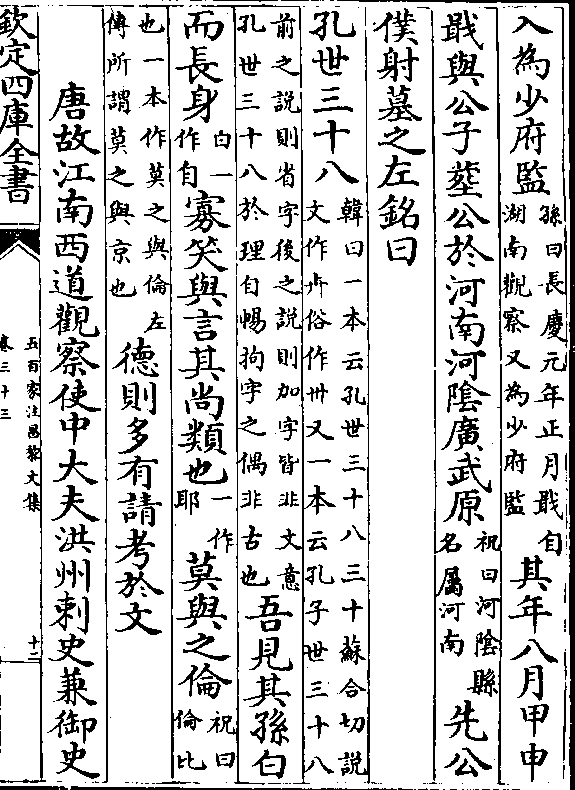 入為少府監孫曰長慶元年正月戢自湖南觀察又為少府監其年八月甲申
戢與公子塟公於河南河陰廣武原祝曰河陰縣名屬河南先公
僕射墓之左銘曰
孔世三十八韓曰一本云孔世三十八三十蘇合切說文作卉俗作卅又一本云孔子世三十八
前之説則省字後之説則加字皆非文意孔世三十八於理自暢拘字之偶非古也吾見其孫白
而長身白一作自寡笑與言其尚類也一作耶莫與之倫祝曰倫比
也一本作莫之與倫左傳所謂莫之與京也德則多有請考於文
唐故江南西道觀察使中大夫洪州刺史兼御史
欽定四庫全書
五百家注昌黎文集
卷三十三
十二